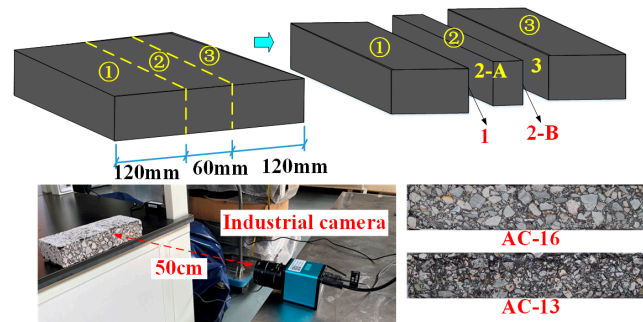 ① ② ③
① ② ③
2-A 3
1 2-B
120mm 60mm 120mm
Industrial camera
50cm
AC-16
AC-13